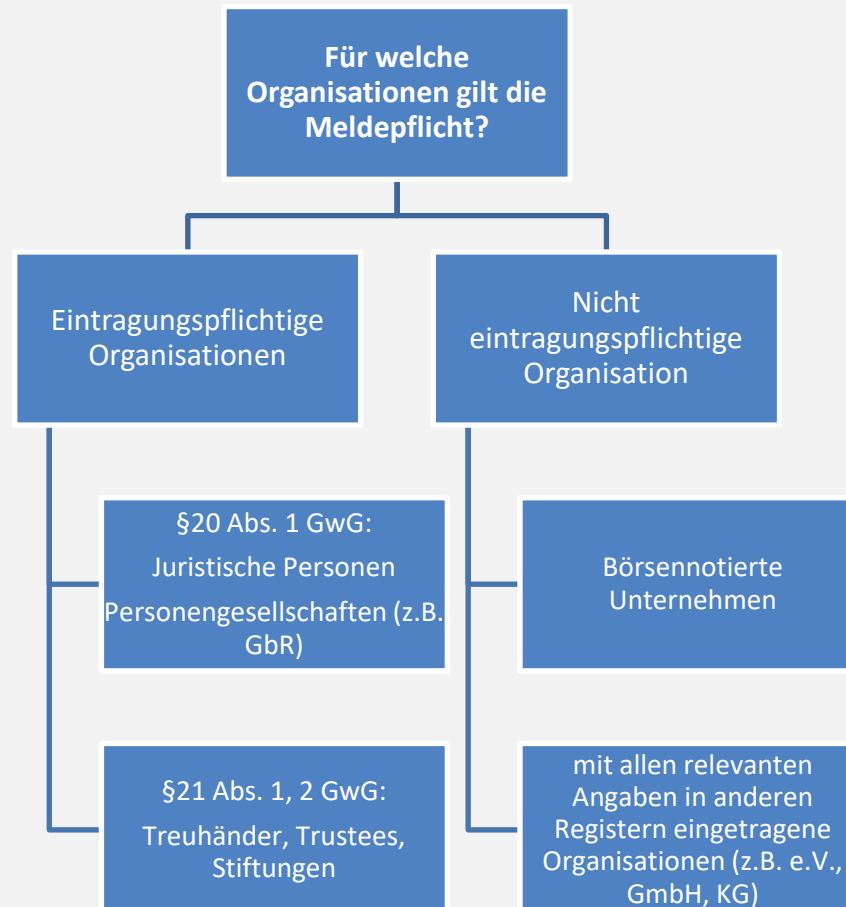 Für welche
Organisationen gilt die
Meldepflicht?
Eintragungspflichtige
Organisationen
Nicht
eintragungspflichtige
Organisation
§20 Abs. 1 GwG:
Juristische Personen
Personengesellschaften (z.B.
GbR)
Börsennotierte
Unternehmen
§21 Abs. 1, 2 GwG:
Treuhänder, Trustees,
Stiftungen
mit allen relevanten
Angaben in anderen
Registern eingetragene
Organisationen (z.B. e.V.,
GmbH, KG)